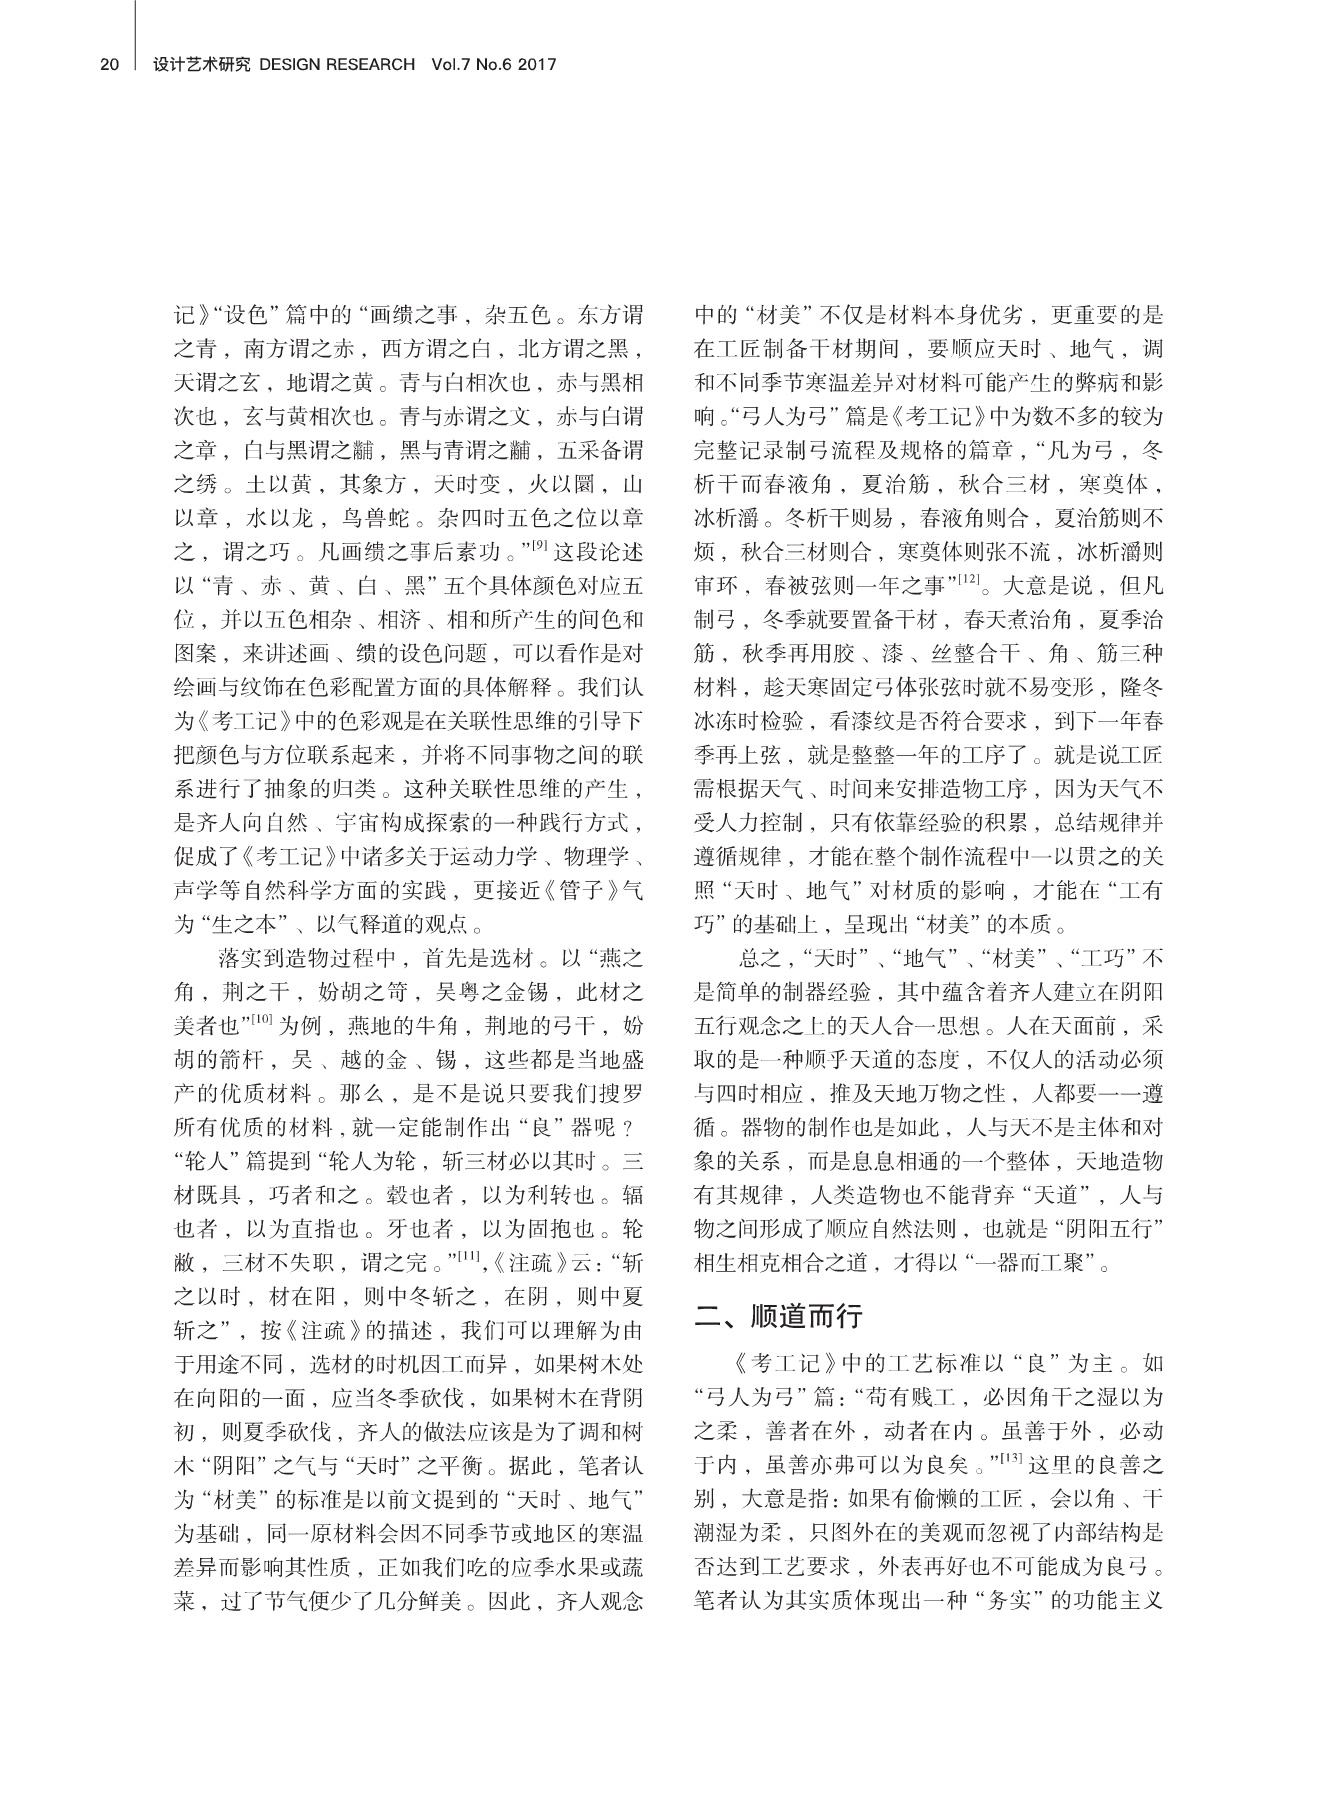 20
设计艺术研究 DESIGN RESEARCH Vol.7 No.6 2017
记》“设色”篇中的“画缋之事，杂五色。东方谓
之青，南方谓之赤，西方谓之白，北方谓之黑，
天谓之玄，地谓之黄。青与白相次也，赤与黑相
次也，玄与黄相次也。青与赤谓之文，赤与白谓
之章，白与黑谓之黼，黑与青谓之黼，五采备谓
之绣。土以黄，其象方，天时变，火以圜，山
以章，水以龙，鸟兽蛇。杂四时五色之位以章
之，谓之巧。凡画缋之事后素功。”[9] 这段论述
以“青、赤、黄、白、黑”五个具体颜色对应五
位，并以五色相杂、相济、相和所产生的间色和
图案，来讲述画、缋的设色问题，可以看作是对
绘画与纹饰在色彩配置方面的具体解释。我们认
为《考工记》中的色彩观是在关联性思维的引导下
把颜色与方位联系起来，并将不同事物之间的联
系进行了抽象的归类。这种关联性思维的产生，
是齐人向自然、宇宙构成探索的一种践行方式，
促成了《考工记》中诸多关于运动力学、物理学、
声学等自然科学方面的实践，更接近《管子》气
为“生之本”、以气释道的观点。
落实到造物过程中，首先是选材。以“燕之
角，荆之干，妢胡之笴，吴粤之金锡，此材之
美者也”[10] 为例，燕地的牛角，荆地的弓干，妢
胡的箭杆，吴、越的金、锡，这些都是当地盛
产的优质材料。那么，是不是说只要我们搜罗
所有优质的材料，就一定能制作出“良”器呢？
“轮人”篇提到“轮人为轮，斩三材必以其时。三
材既具，巧者和之。毂也者，以为利转也。辐
也者，以为直指也。牙也者，以为固抱也。轮
敝，三材不失职，谓之完。”[11]，《注疏》云：“斩
之以时，材在阳，则中冬斩之，在阴，则中夏
斩之”，按《注疏》的描述，我们可以理解为由
于用途不同，选材的时机因工而异，如果树木处
在向阳的一面，应当冬季砍伐，如果树木在背阴
初，则夏季砍伐，齐人的做法应该是为了调和树
木“阴阳”之气与“天时”之平衡。据此，笔者认
为“材美”的标准是以前文提到的“天时、地气”
为基础，同一原材料会因不同季节或地区的寒温
差异而影响其性质，正如我们吃的应季水果或蔬
菜，过了节气便少了几分鲜美。因此，齐人观念
中的“材美”不仅是材料本身优劣，更重要的是
在工匠制备干材期间，要顺应天时、地气，调
和不同季节寒温差异对材料可能产生的弊病和影
响。“弓人为弓”篇是《考工记》中为数不多的较为
完整记录制弓流程及规格的篇章，“凡为弓，冬
析干而春液角，夏治筋，秋合三材，寒奠体，
冰析灂。冬析干则易，春液角则合，夏治筋则不
烦，秋合三材则合，寒奠体则张不流，冰析灂则
审环，春被弦则一年之事”[12]。大意是说，但凡
制弓，冬季就要置备干材，春天煮治角，夏季治
筋，秋季再用胶、漆、丝整合干、角、筋三种
材料，趁天寒固定弓体张弦时就不易变形，隆冬
冰冻时检验，看漆纹是否符合要求，到下一年春
季再上弦，就是整整一年的工序了。就是说工匠
需根据天气、时间来安排造物工序，因为天气不
受人力控制，只有依靠经验的积累，总结规律并
遵循规律，才能在整个制作流程中一以贯之的关
照“天时、地气”对材质的影响，才能在“工有
巧”的基础上，呈现出“材美”的本质。
总之，“天时”、“地气”、“材美”、“工巧”不
是简单的制器经验，其中蕴含着齐人建立在阴阳
五行观念之上的天人合一思想。人在天面前，采
取的是一种顺乎天道的态度，不仅人的活动必须
与四时相应，推及天地万物之性，人都要一一遵
循。器物的制作也是如此，人与天不是主体和对
象的关系，而是息息相通的一个整体，天地造物
有其规律，人类造物也不能背弃“天道”，人与
物之间形成了顺应自然法则，也就是“阴阳五行”
相生相克相合之道，才得以“一器而工聚”。
二、顺道而行
《考工记》中的工艺标准以“良”为主。如
“弓人为弓”篇：“苟有贱工，必因角干之湿以为
之柔，善者在外，动者在内。虽善于外，必动
于内，虽善亦弗可以为良矣。”[13] 这里的良善之
别，大意是指：如果有偷懒的工匠，会以角、干
潮湿为柔，只图外在的美观而忽视了内部结构是
否达到工艺要求，外表再好也不可能成为良弓。
笔者认为其实质体现出一种“务实”的功能主义